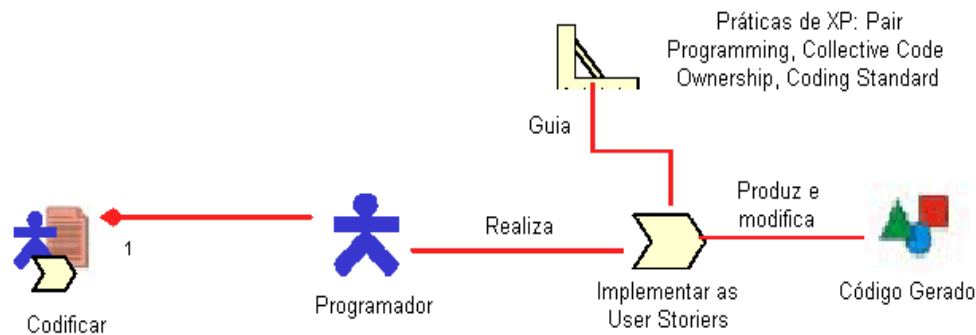 Práticas de XP: Pair
Programming, Collective Code
Ownership, Coding Standard
Guia
Produz e
modifica
Realiza
1
Codificar
Programador
Implementar as
User Storiers
Código Gerado